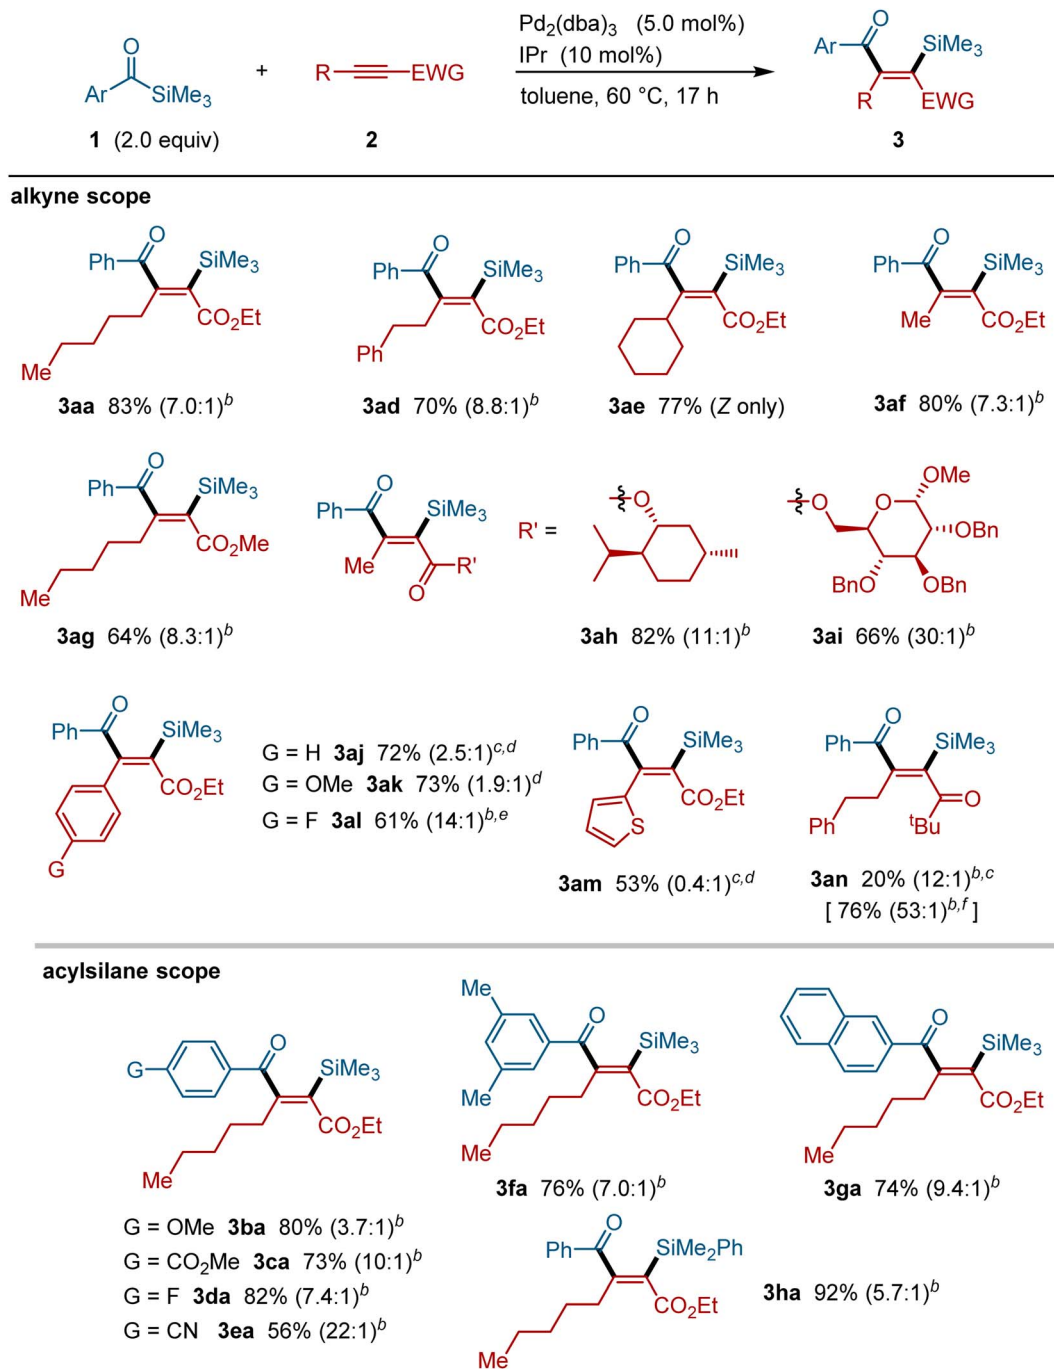 Pd2(dba)3 (5.0 mol%)
IPr (10 mol%)
toluene, 60 °C, 17 h
O
Ar SiMe3
+
R EWG
O
Ar SiMe3
R EWG
1 (2.0 equiv)
2
3
alkyne scope
O
Ph SiMe3
CO2Et
Me
3aa 83% (7.0:1)b
O
Ph SiMe3
CO2Et
Ph
3ad 70% (8.8:1)b
O
Ph SiMe3
CO2Et
3ae 77% (Z only)
O
Ph SiMe3
Me CO2Et
3af 80% (7.3:1)b
O
Ph SiMe3
CO2Me
Me
3ag 64% (8.3:1)b
O
Ph SiMe3
Me R'
O
R' =
O
3ah 82% (11:1)b
O O OMe
OBn
BnO OBn
3ai 66% (30:1)b
O
Ph SiMe3
CO2Et
G
G = H 3aj 72% (2.5:1)c,d
G = OMe 3ak 73% (1.9:1)d
G = F 3al 61% (14:1)b,e
O
Ph SiMe3
CO2Et
S
3am 53% (0.4:1)c,d
O
Ph SiMe3
O
Ph tBu
3an 20% (12:1)b,c
[ 76% (53:1)b,f ]
acylsilane scope
O
G SiMe3
CO2Et
Me
G = OMe 3ba 80% (3.7:1)b
G = CO2Me 3ca 73% (10:1)b
G = F 3da 82% (7.4:1)b
G = CN 3ea 56% (22:1)b
Me
O
SiMe3
Me
CO2Et
Me
3fa 76% (7.0:1)b
O
SiMe3
CO2Et
Me
3ga 74% (9.4:1)b
O
Ph SiMe2Ph
CO2Et
Me
3ha 92% (5.7:1)b